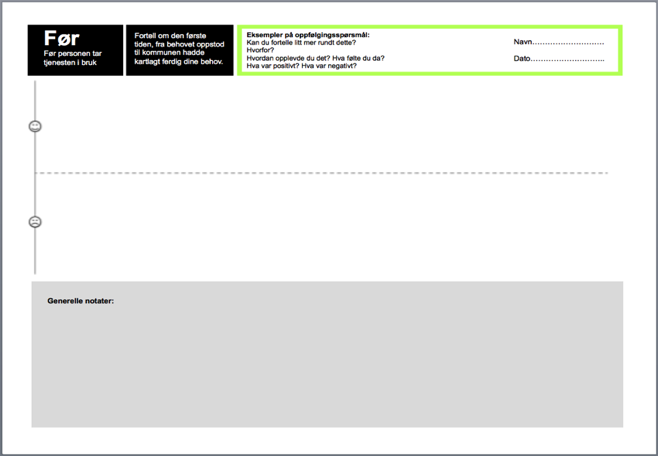 Før
Før personen tar
tjenesten i bruk
Fortell om den første
tiden, fra behovet oppstod
til kommunen hadde
kartlagt ferdig dine behov.
Eksempler på oppfølgingsspørsmål:
Kan du fortelle litt mer rundt dette?
Hvorfor?
Hvordan opplevde du det? Hva følte du da?
Hva var positivt? Hva var negativt?
Navn……………………….
Dato………………………..
Generelle notater: